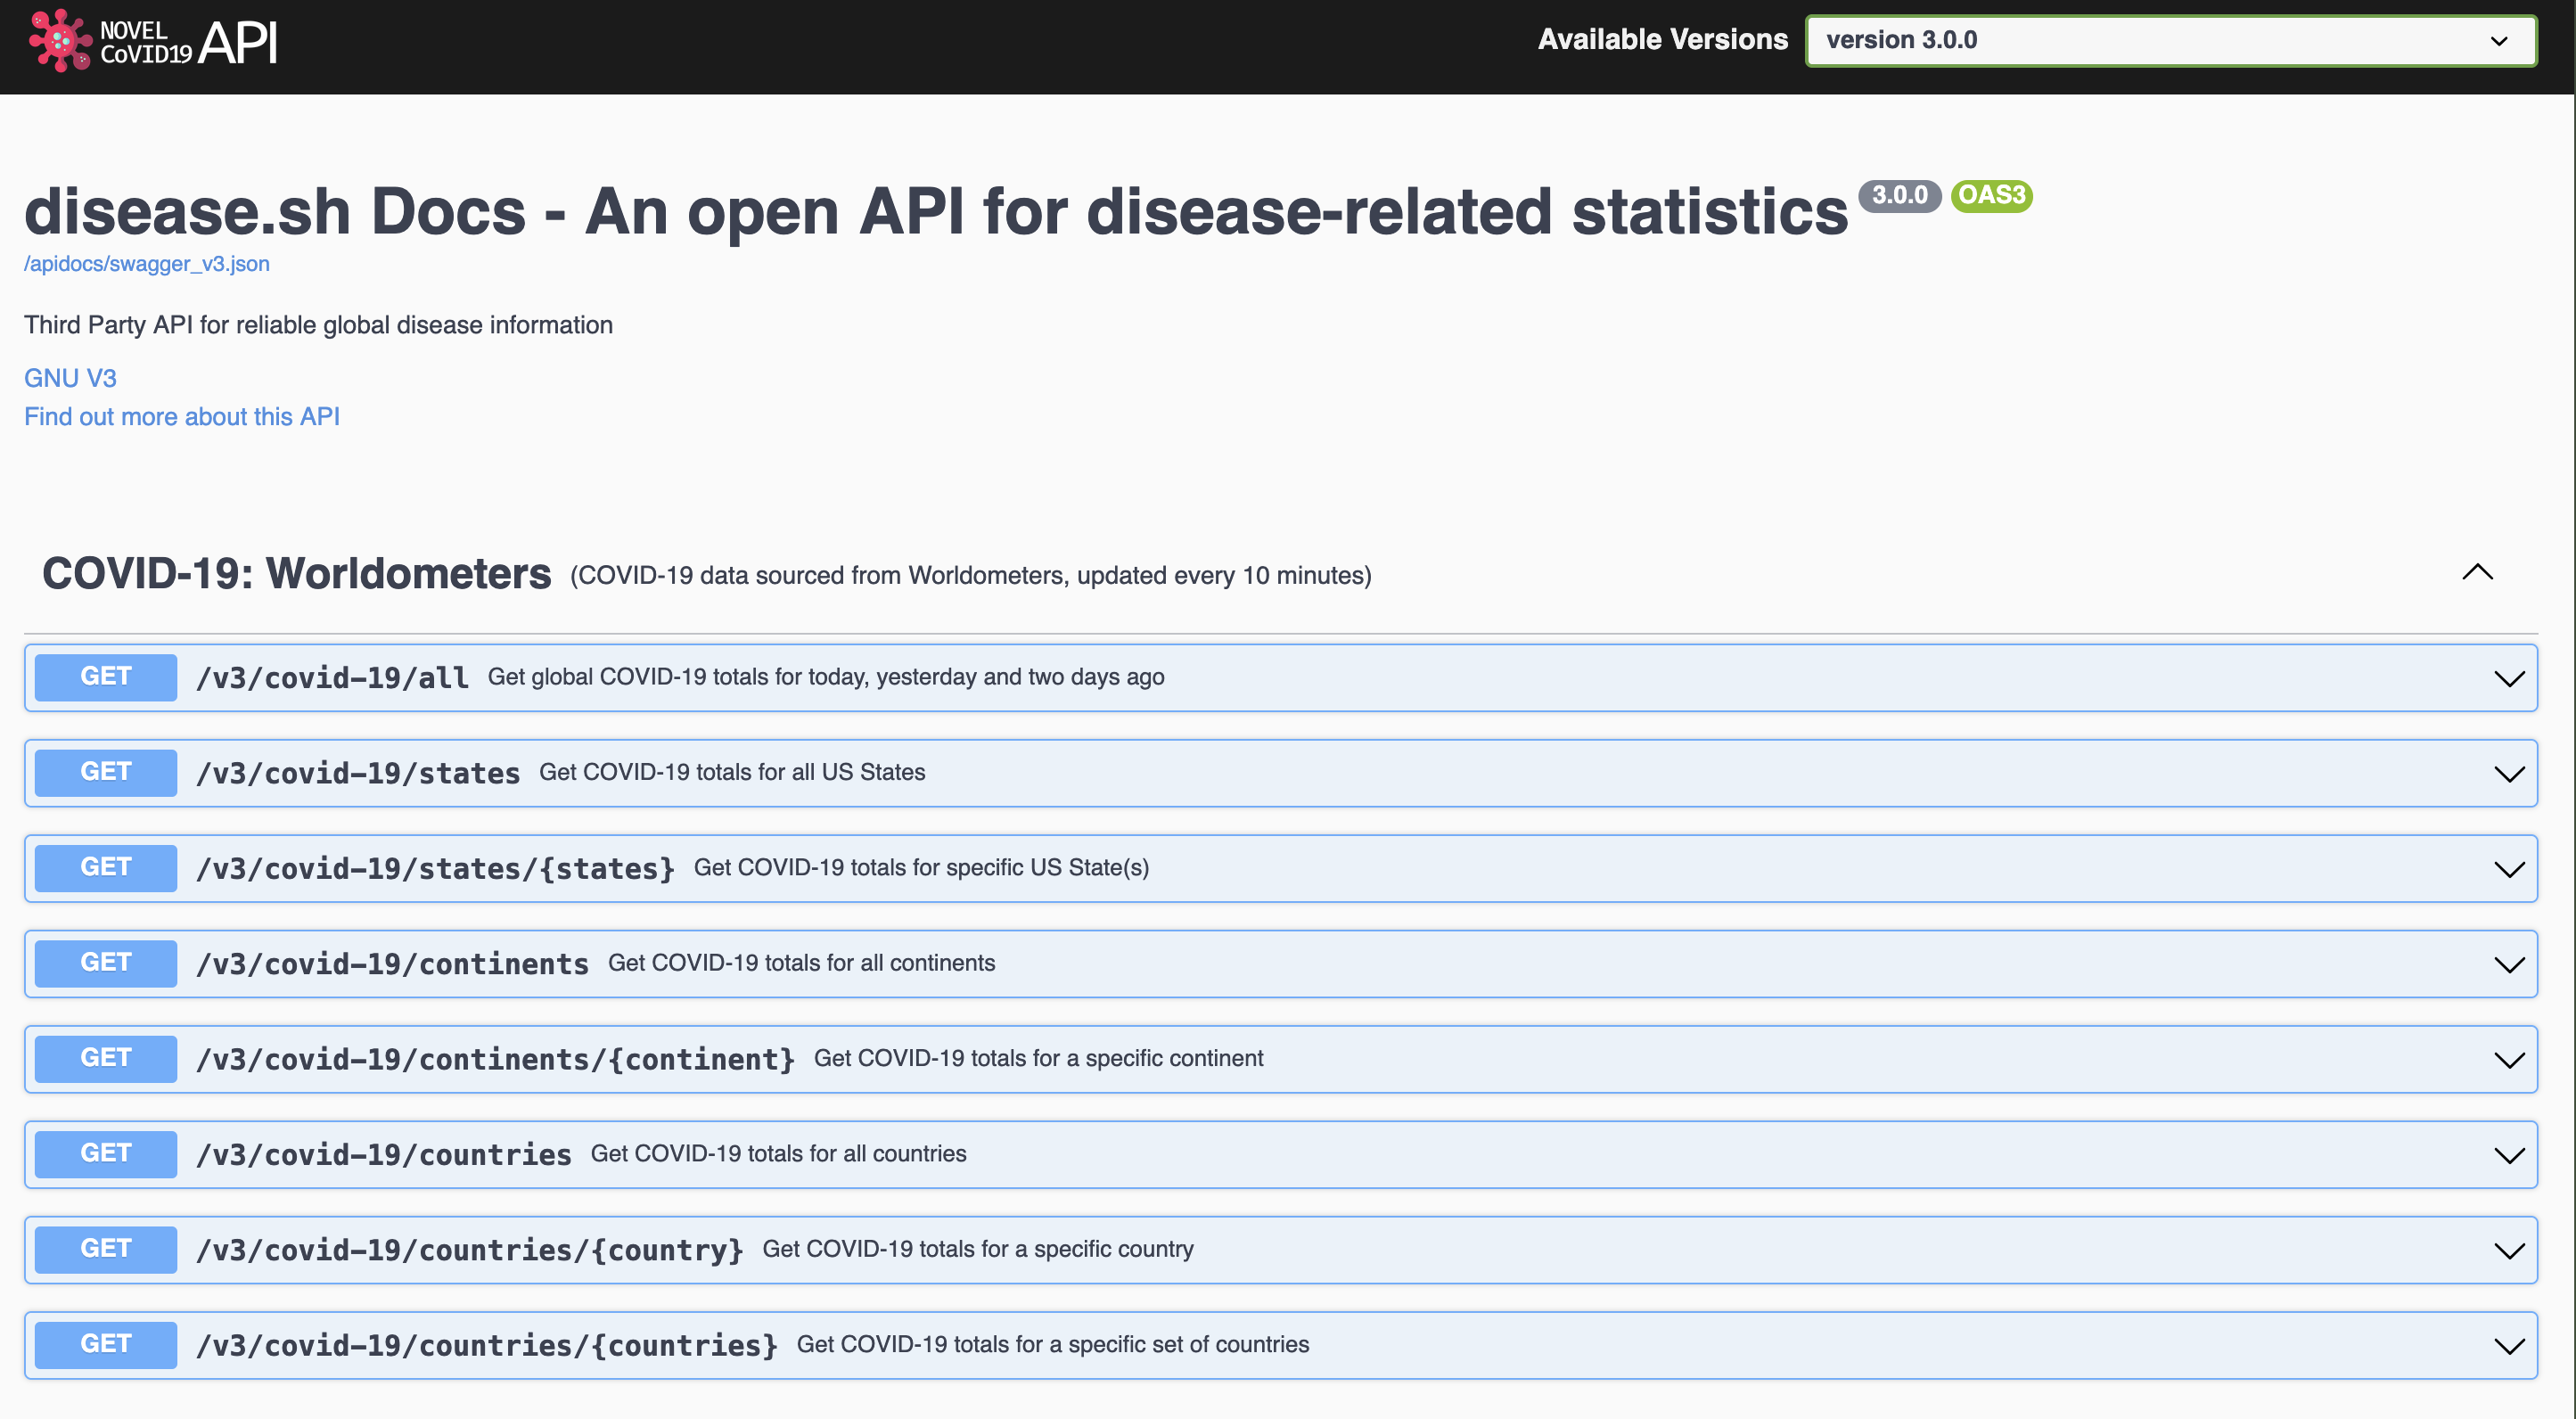 NOVEL
CoVID19 API
Available Versions version 3.0.0
disease.sh Docs - An open API for disease-related statistics 3.0.0 OAS3
/apidocs/swagger_v3.json
Third Party API for reliable global disease information
GNU V3
Find out more about this API
COVID-19: Worldometers (COVID-19 data sourced from Worldometers, updated every 10 minutes)
GET /v3/covid-19/all Get global COVID-19 totals for today, yesterday and two days ago
GET /v3/covid-19/states Get COVID-19 totals for all US States
GET /v3/covid-19/states/{states} Get COVID-19 totals for specific US State(s)
GET /v3/covid-19/continents Get COVID-19 totals for all continents
GET /v3/covid-19/continents/{continent} Get COVID-19 totals for a specific continent
GET /v3/covid-19/countries Get COVID-19 totals for all countries
GET /v3/covid-19/countries/{country} Get COVID-19 totals for a specific country
GET /v3/covid-19/countries/{countries} Get COVID-19 totals for a specific set of countries